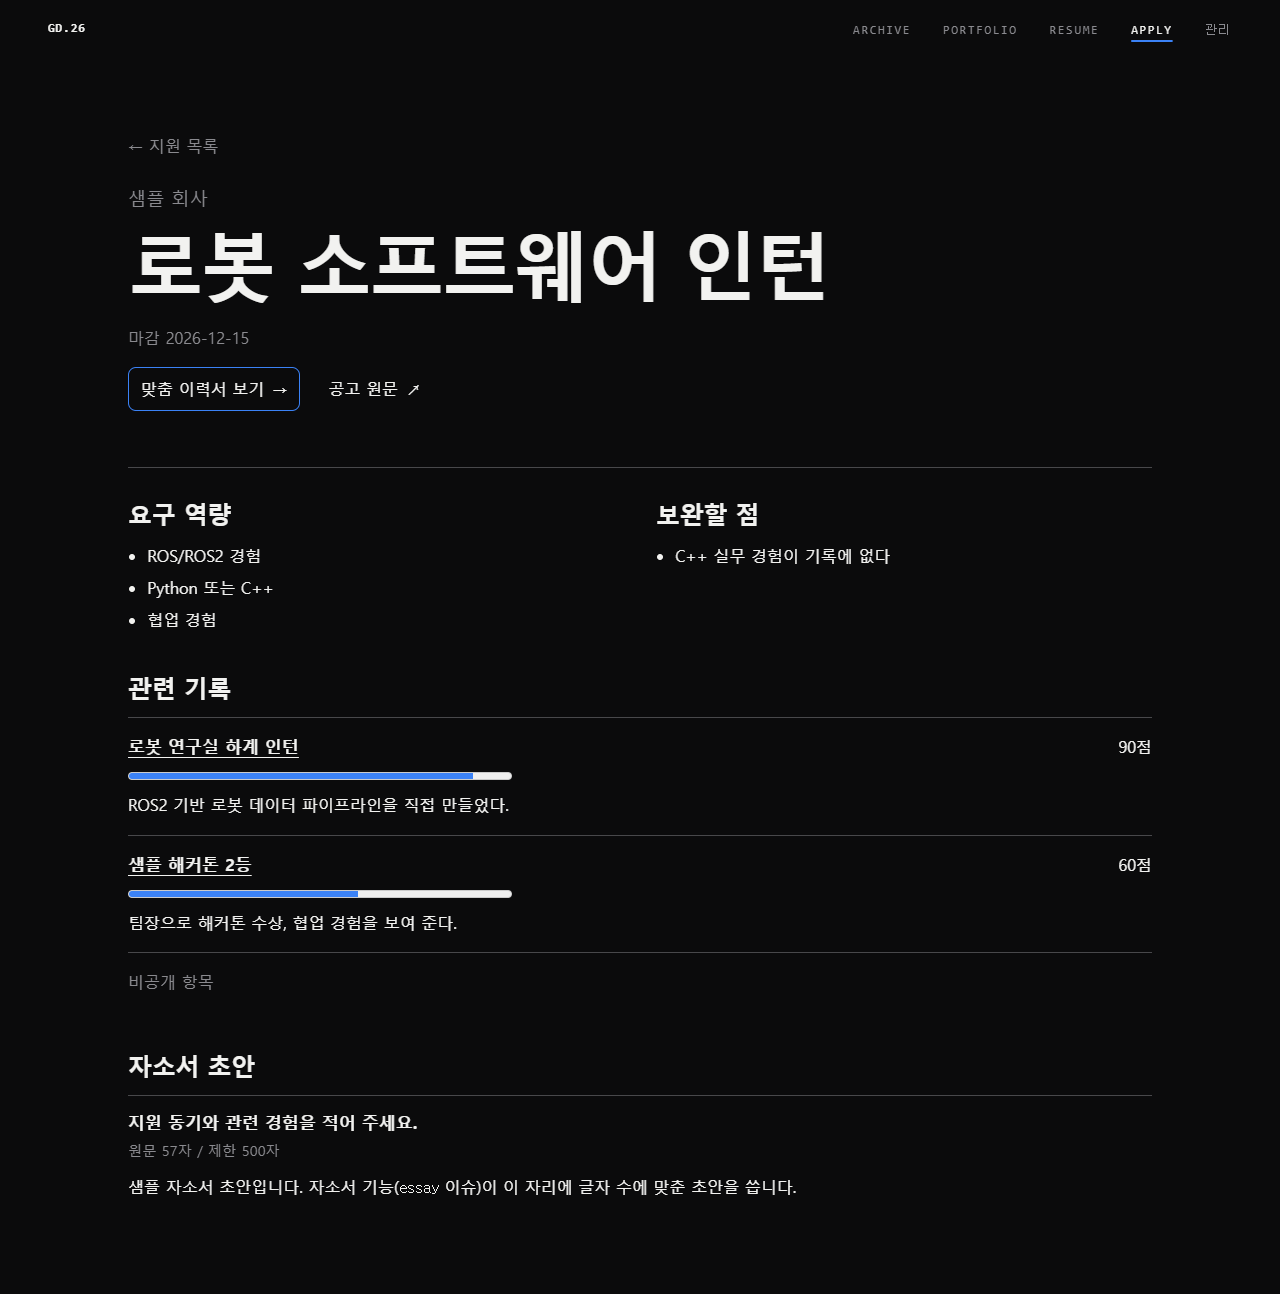 GD.26
ARCHIVE PORTFOLIO RESUME APPLY 관리
← 지원 목록
샘플 회사
로봇 소프트웨어 인턴
마감 2026-12-15
맞춤 이력서 보기 → 공고 원문 ↗
요구 역량
• ROS/ROS2 경험
• Python 또는 C++
• 협업 경험
보완할 점
• C++ 실무 경험이 기록에 없다
관련 기록
로봇 연구실 하계 인턴 90점
ROS2 기반 로봇 데이터 파이프라인을 직접 만들었다.
샘플 해커톤 2등 60점
팀장으로 해커톤 수상, 협업 경험을 보여 준다.
비공개 항목
자소서 초안
지원 동기와 관련 경험을 적어 주세요.
원문 57자 / 제한 500자
샘플 자소서 초안입니다. 자소서 기능(essay 이슈)이 이 자리에 글자 수에 맞춘 초안을 씁니다.